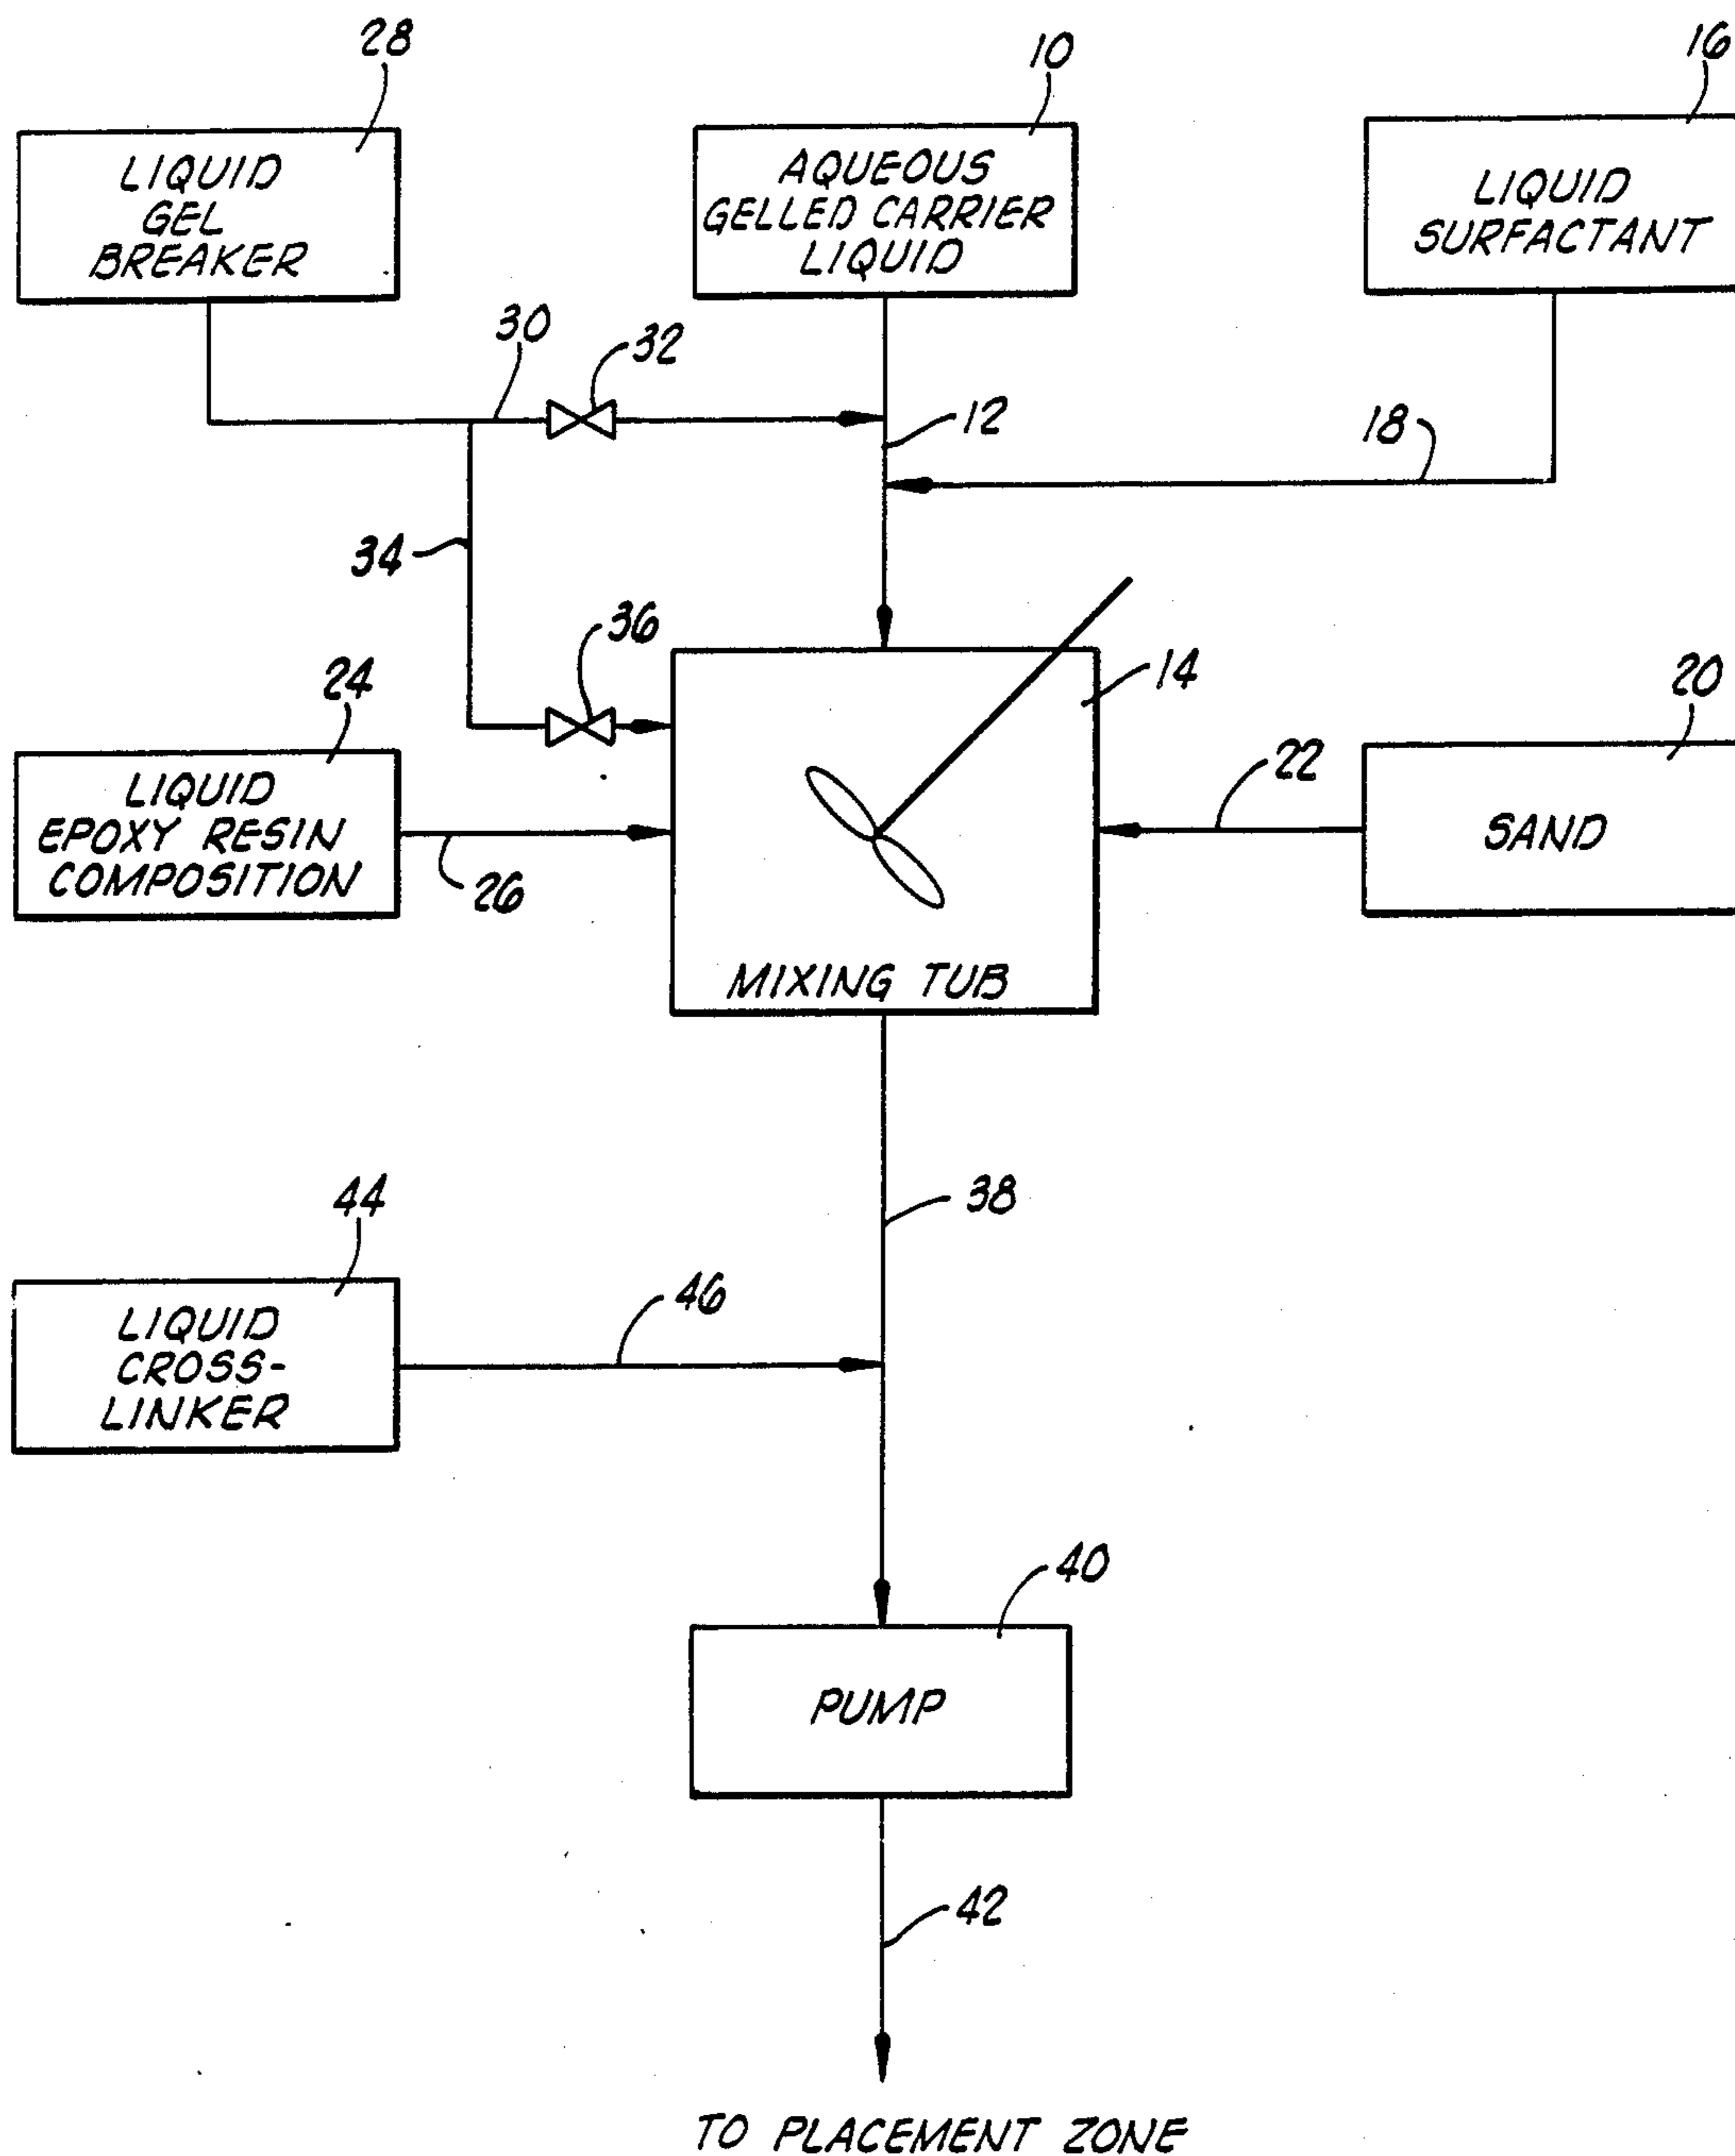 28
10
16
LIQUID
GEL
BREAKER
AQUEOUS
GELLED CARRIER
LIQUID
LIQUID
SURFACTANT
30
32
12
18
34
36
24
14
20
LIQUID
EPOXY RESIN
COMPOSITION
26
22
SAND
MIXING TUB
38
44
46
LIQUID
CROSS-
LINKER
40
PUMP
42
TO PLACEMENT ZONE